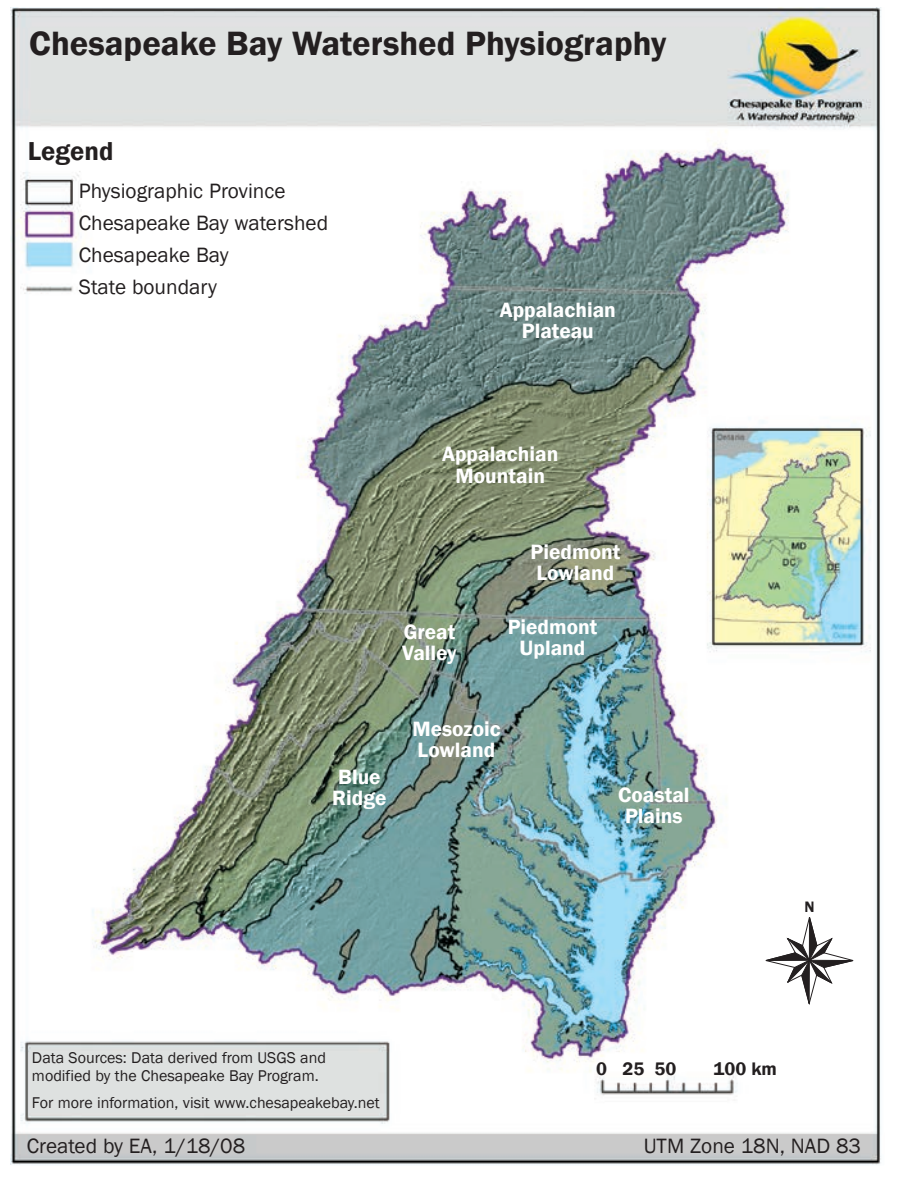 Chesapeake Bay Watershed Physiography
Chesapeake Bay Program
A Watershed Partnership
Legend
Physiographic Province
Chesapeake Bay watershed
Chesapeake Bay
State boundary
Appalachian
Plateau
Appalachian
Mountain
Piedmont
Lowland
Great
Valley
Piedmont
Upland
Mesozoic
Lowland
Blue
Ridge
Coastal
Plains
Ontario
NY
OH
PA
NJ
MD
WV
DC
DE
VA
NC
Atlantic
Ocean
N
0 25 50 100 km
Data Sources: Data derived from USGS and
modified by the Chesapeake Bay Program.
For more information, visit www.chesapeakebay.net
Created by EA, 1/18/08
UTM Zone 18N, NAD 83